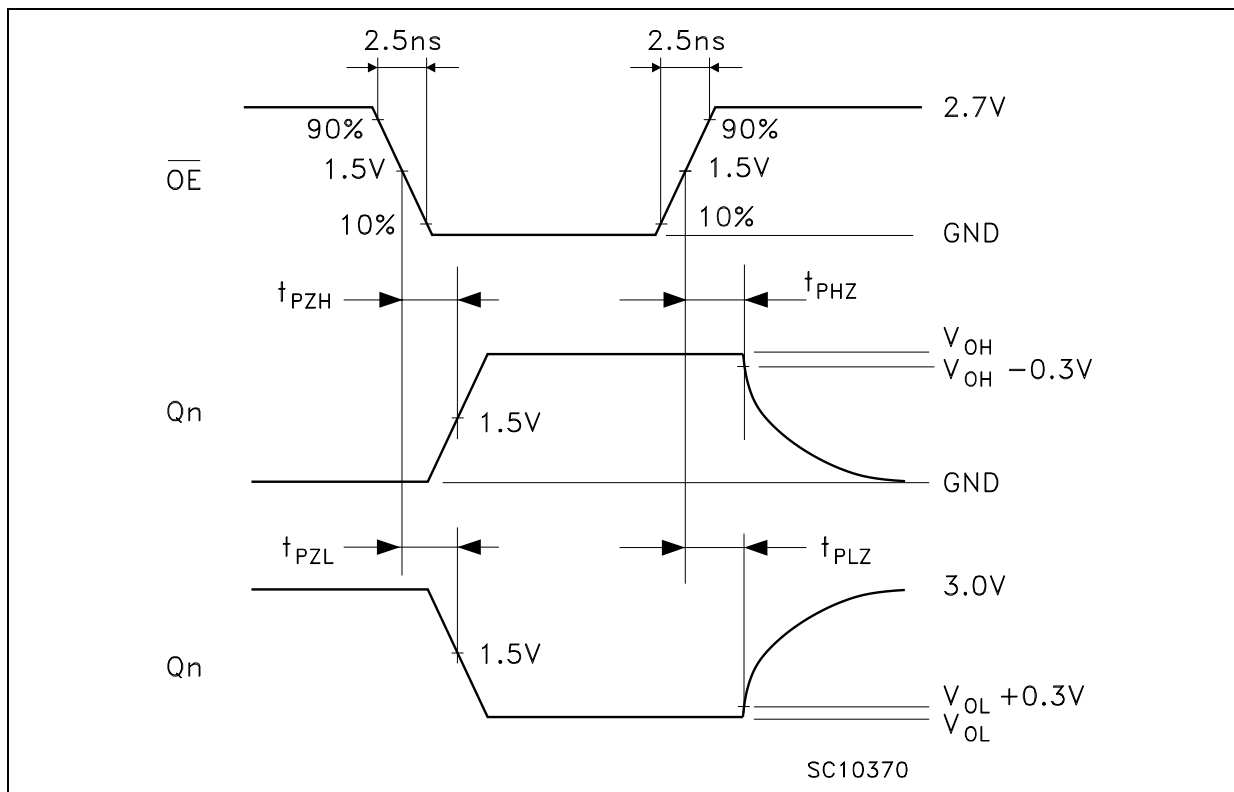 2.5ns 2.5ns
2.7V
90% 90%
OE 1.5V 1.5V
10% 10%
GND
tPZH tPHZ
VOH
VOH −0.3V
Qn 1.5V
GND
tPZL tPLZ
3.0V
Qn 1.5V
VOL +0.3V
VOL
SC10370